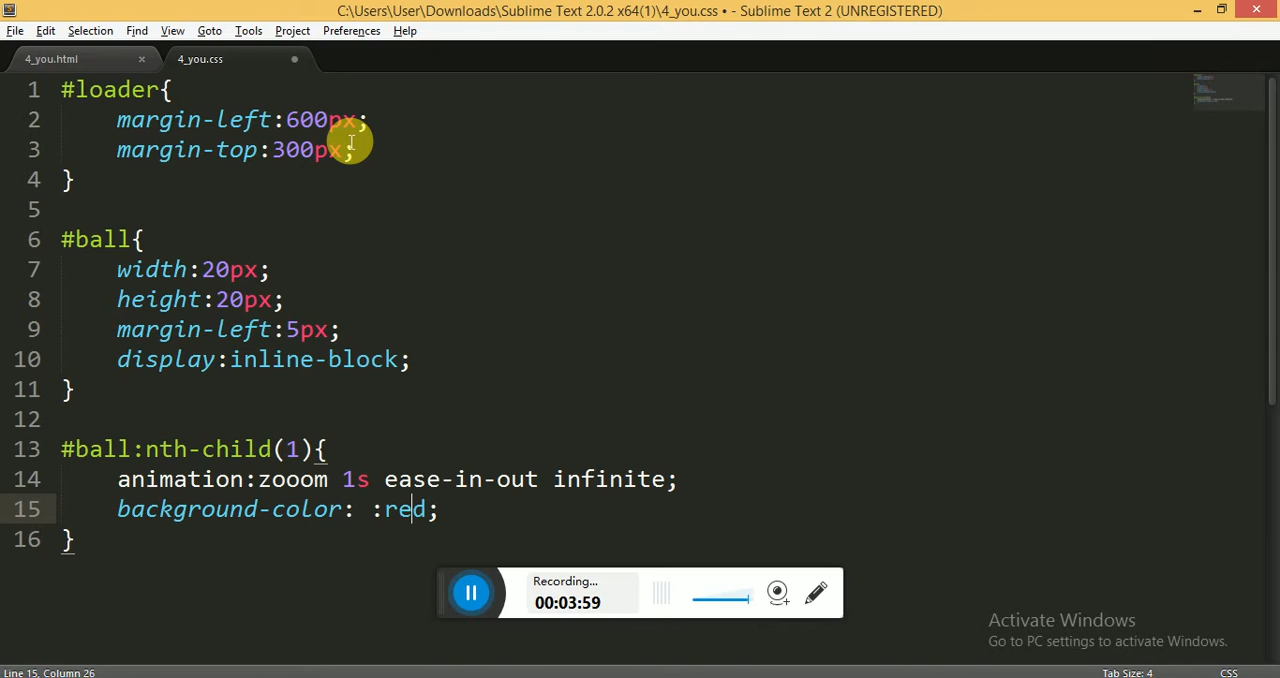 C:\Users\User\Downloads\Sublime Text 2.0.2 x64(1)\4_you.css • - Sublime Text 2 (UNREGISTERED)
File Edit Selection Find View Goto Tools Project Preferences Help
4_you.html × 4_you.css
1 #loader{
2 margin-left:600px;
3 margin-top:300px;
4 }
5
6 #ball{
7 width:20px;
8 height:20px;
9 margin-left:5px;
10 display:inline-block;
11 }
12
13 #ball:nth-child(1){
14 animation:zooom 1s ease-in-out infinite;
15 background-color: :red;
16 }
Recording...
00:03:59
Activate Windows
Go to PC settings to activate Windows.
Line 15, Column 26 Tab Size: 4 CSS